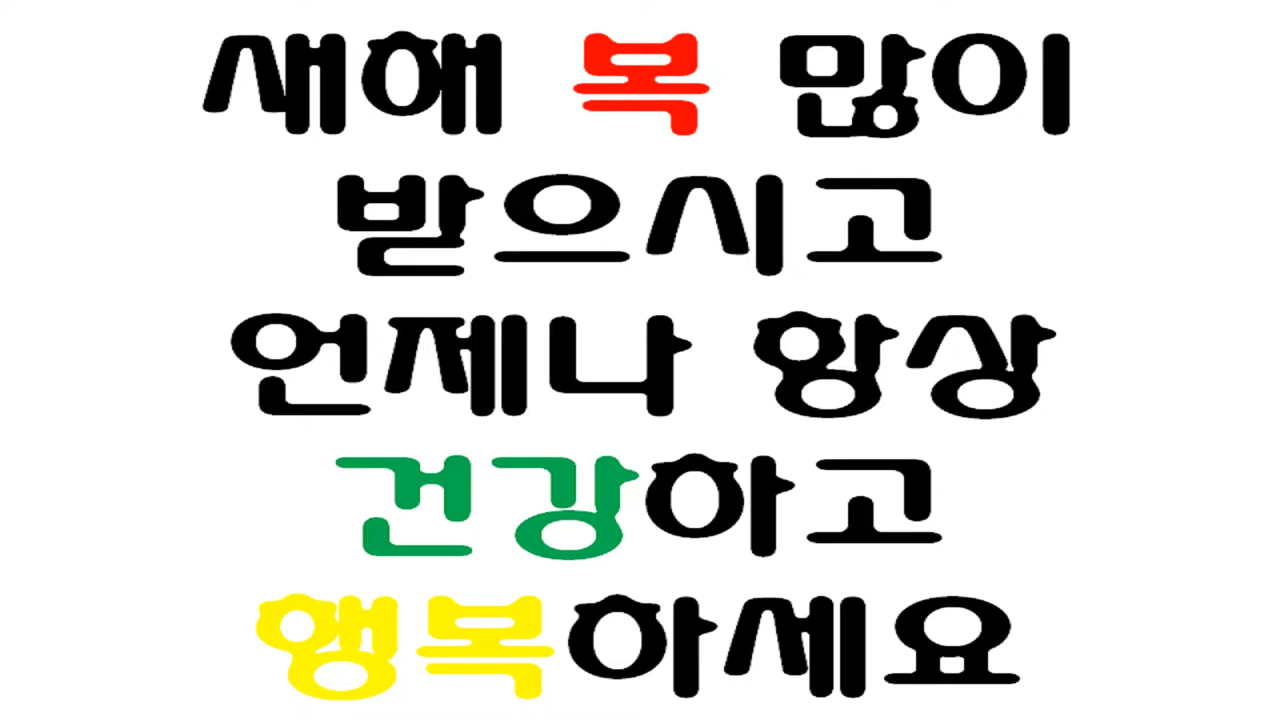 새해 복 많이
받으시고
언제나 항상
건강하고
행복하세요